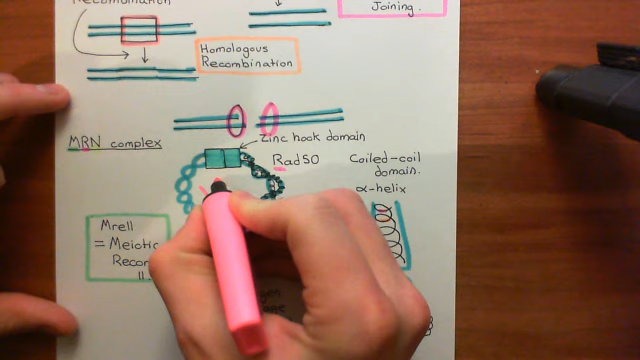 Recombination
Joining.
Homologous
Recombination
MRN complex
Zinc hook domain
Rad50
Coiled-coil
domain.
α-helix
Mre11
= Meiotic
Recom
11